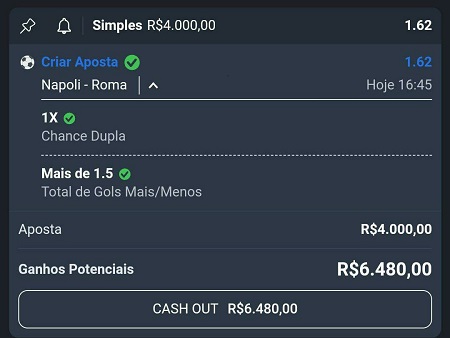 Simples R$4.000,00 1.62
Criar Aposta 1.62
Napoli - Roma Hoje 16:45
1X
Chance Dupla
Mais de 1.5
Total de Gols Mais/Menos
Aposta R$4.000,00
Ganhos Potenciais R$6.480,00
CASH OUT R$6.480,00